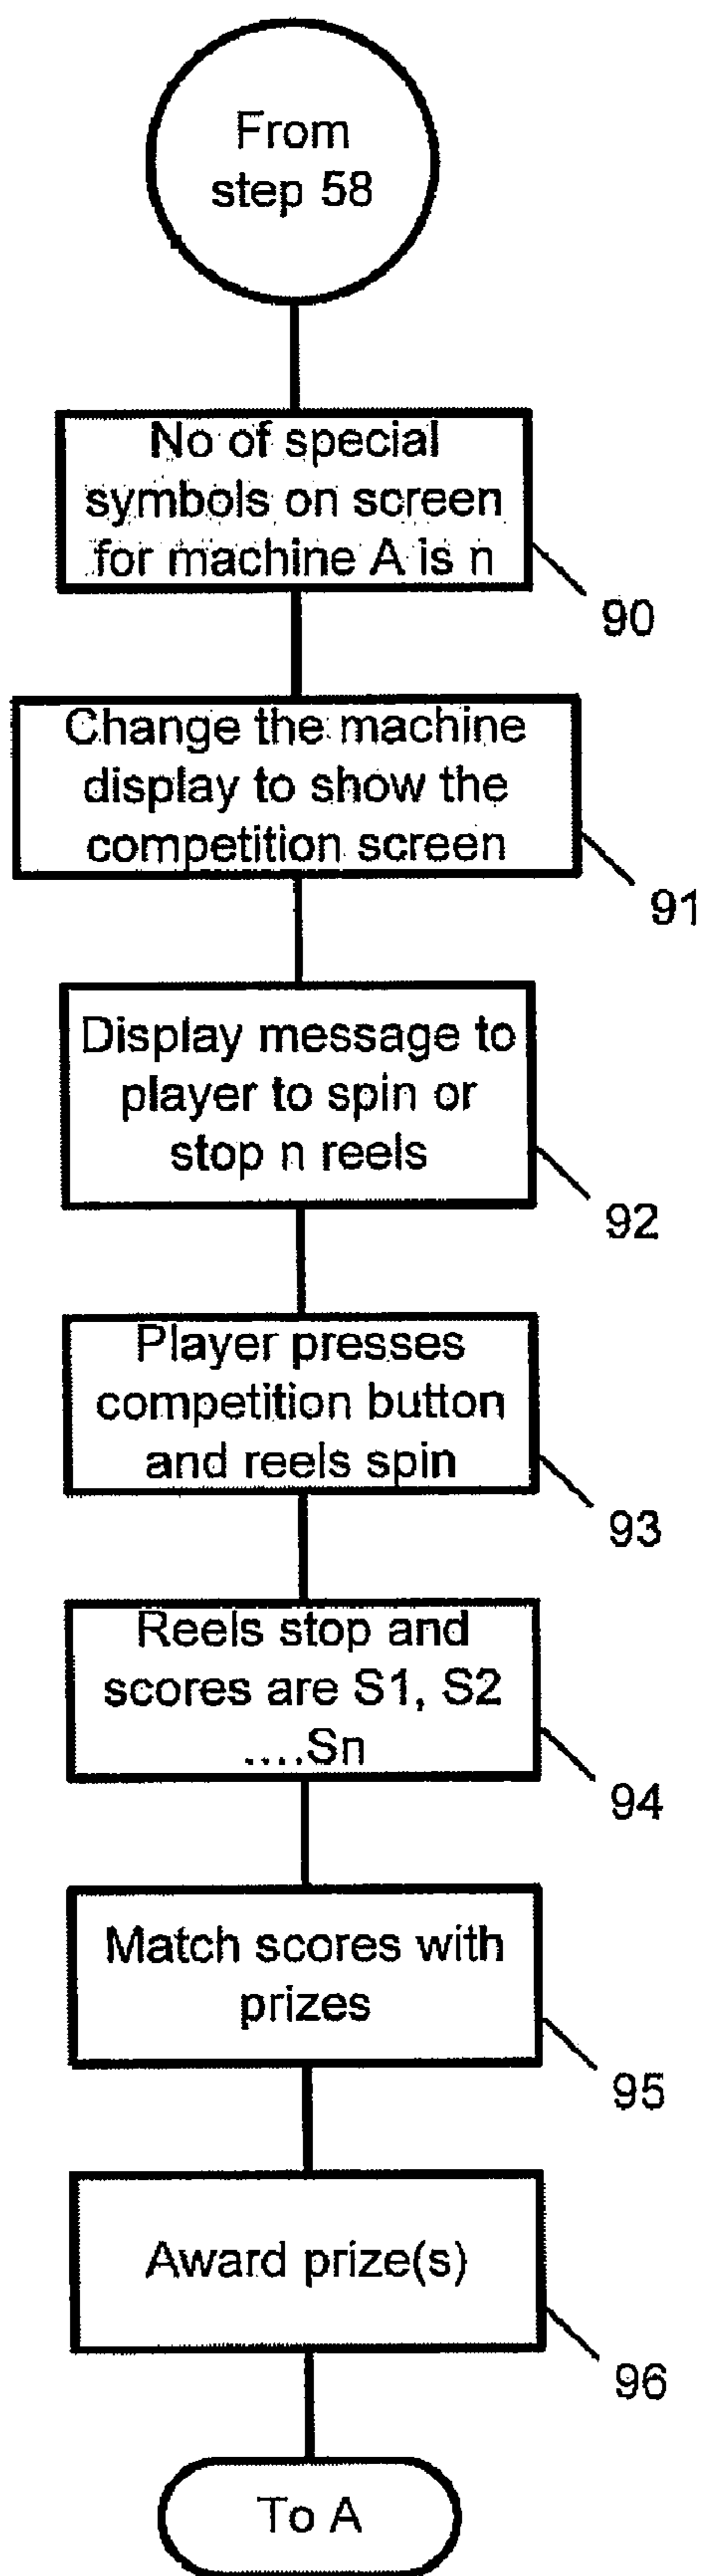 From
step 58
No of special
symbols on screen
for machine A is n
90
Change the machine
display to show the
competition screen
91
Display message to
player to spin or
stop n reels
92
Player presses
competition button
and reels spin
93
Reels stop and
scores are S1, S2
....Sn
94
Match scores with
prizes
95
Award prize(s)
96
To A